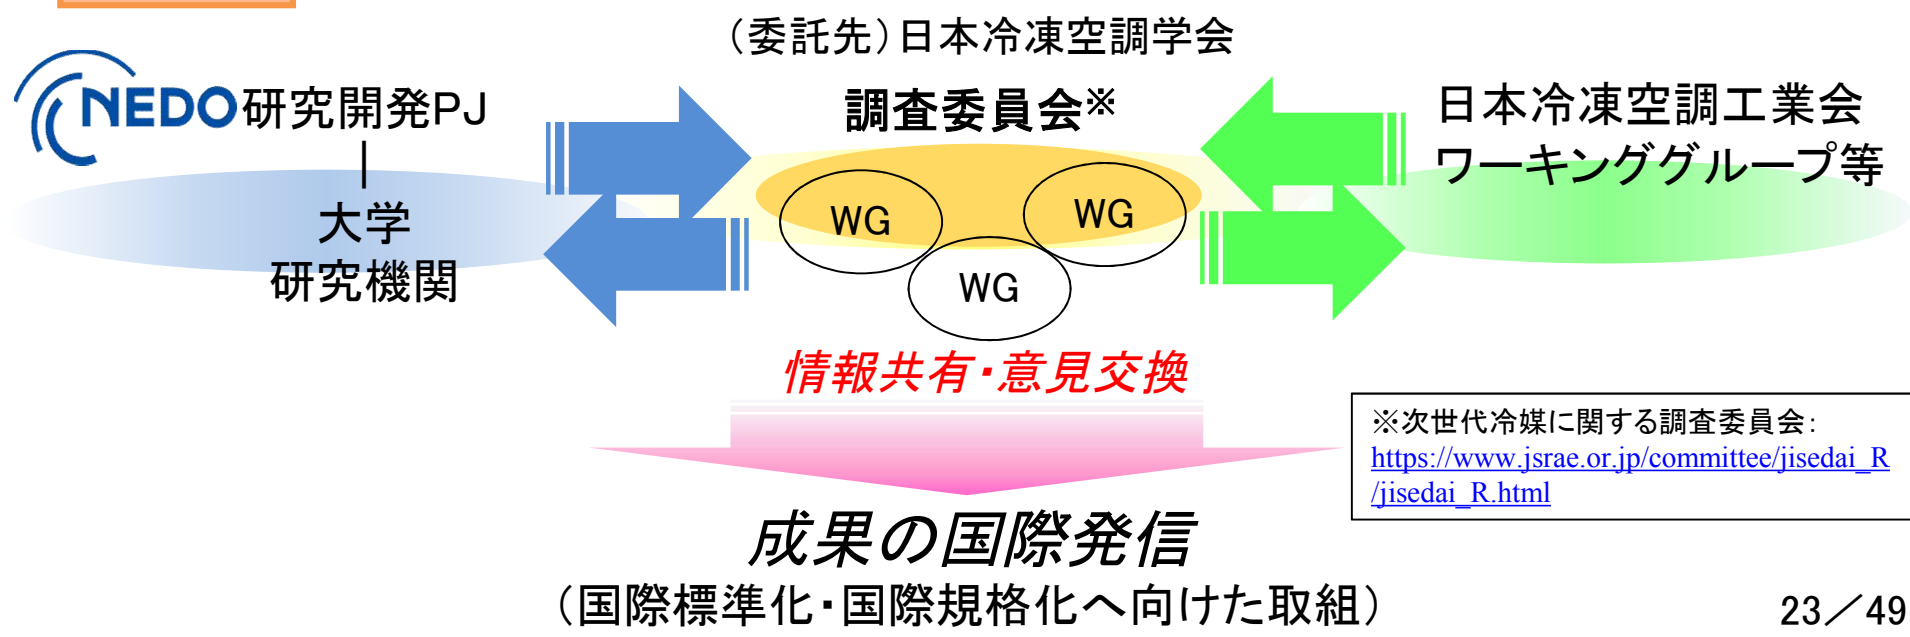 （委託先）日本冷凍空調学会
NEDO研究開発PJ
大学
研究機関
調査委員会※
WG
WG
WG
日本冷凍空調工業会
ワーキンググループ等
情報共有・意見交換
※次世代冷媒に関する調査委員会：
https://www.jsrae.or.jp/committee/jisedai_R
/jisedai_R.html
成果の国際発信
（国際標準化・国際規格化へ向けた取組）
23／49